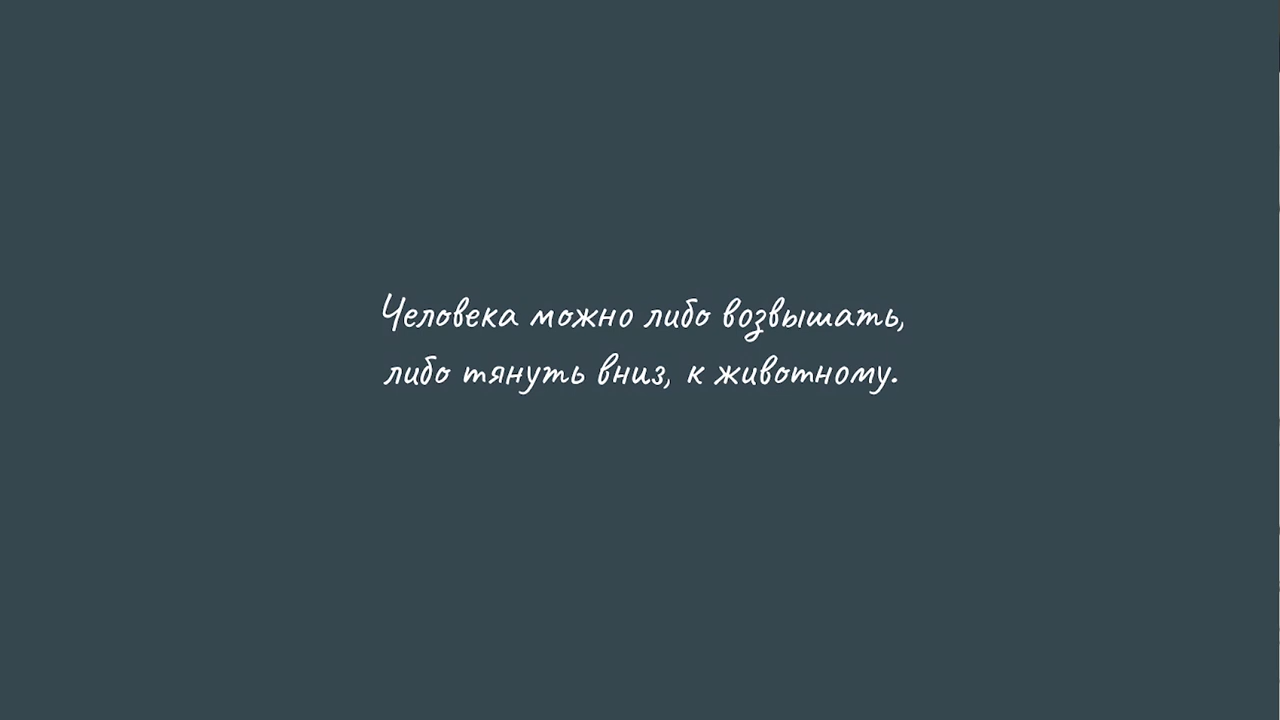 Человека можно либо возвышать,
либо тянуть вниз, к животному.